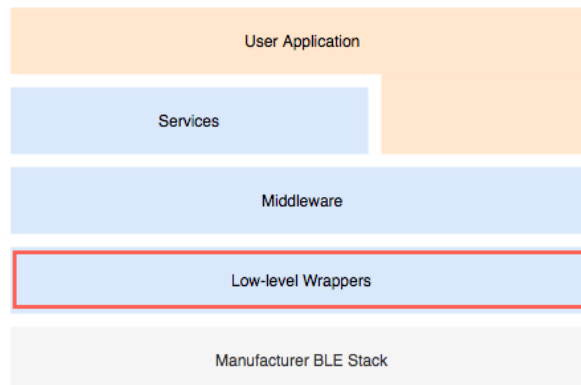 User Application
Services
Middleware
Low-level Wrappers
Manufacturer BLE Stack